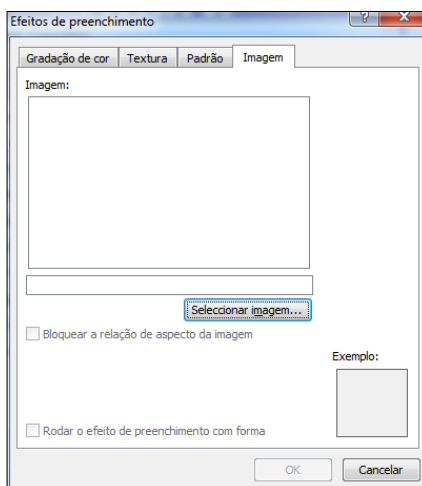 Efeitos de preenchimento
Gradação de cor Textura Padrão Imagem
Imagem:
Seleccionar imagem...
Bloquear a relação de aspecto da imagem
Exemplo:
Rodar o efeito de preenchimento com forma
OK Cancelar